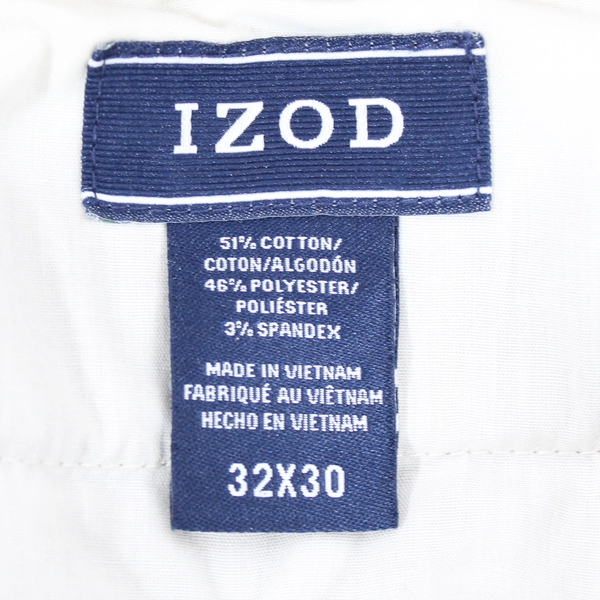 IZOD
51% COTTON/
COTON/ALGODÓN
46% POLYESTER/
POLIÉSTER
3% SPANDEX
MADE IN VIETNAM
FABRIQUÉ AU VIÊTNAM
HECHO EN VIETNAM
32X30